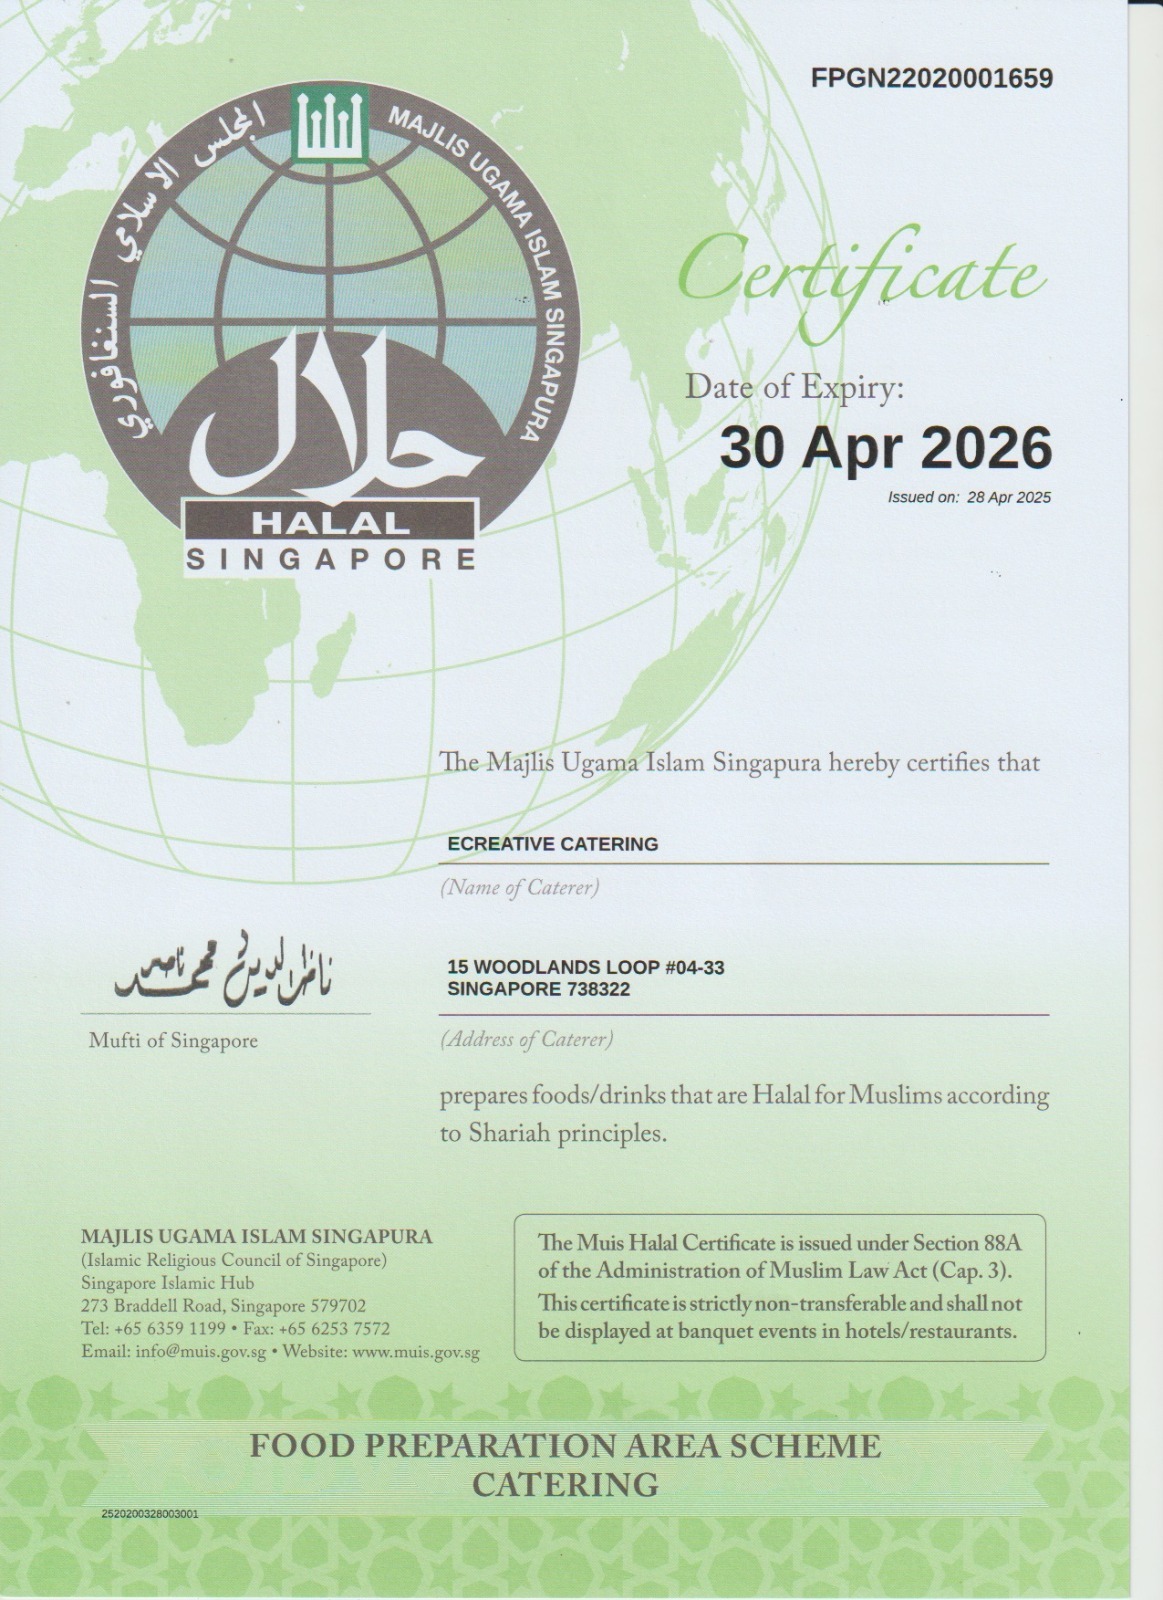 FPGN22020001659
المجلس الاسلامي السنغافوري
MAJLIS UGAMA ISLAM SINGAPURA
حلال
HALAL
SINGAPORE
Certificate
Date of Expiry:
30 Apr 2026
Issued on: 28 Apr 2025
The Majlis Ugama Islam Singapura hereby certifies that
ECREATIVE CATERING
(Name of Caterer)
15 WOODLANDS LOOP #04-33
SINGAPORE 738322
(Address of Caterer)
Mufti of Singapore
prepares foods/drinks that are Halal for Muslims according
to Shariah principles.
MAJLIS UGAMA ISLAM SINGAPURA
(Islamic Religious Council of Singapore)
Singapore Islamic Hub
273 Braddell Road, Singapore 579702
Tel: +65 6359 1199 • Fax: +65 6253 7572
Email: info@muis.gov.sg • Website: www.muis.gov.sg
The Muis Halal Certificate is issued under Section 88A
of the Administration of Muslim Law Act (Cap. 3).
This certificate is strictly non-transferable and shall not
be displayed at banquet events in hotels/restaurants.
FOOD PREPARATION AREA SCHEME
CATERING
2520200328003001